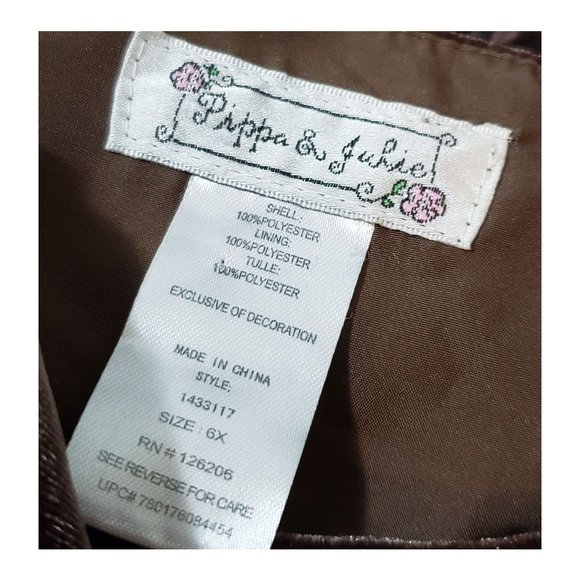 Pippa & Julie
SHELL:
100%POLYESTER
LINING:
100%POLYESTER
TULLE:
100%POLYESTER
EXCLUSIVE OF DECORATION
MADE IN CHINA
STYLE:
1433117
SIZE : 6X
RN # 126206
SEE REVERSE FOR CARE
UPC# 780176084454